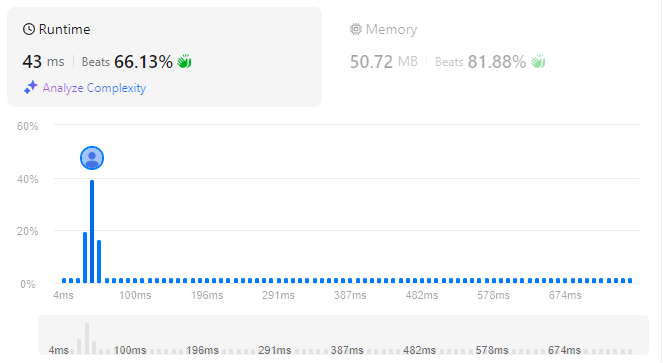 Runtime
Memory
43 ms Beats 66.13%
50.72 MB Beats 81.88%
Analyze Complexity
60%
40%
20%
0%
4ms 100ms 196ms 291ms 387ms 482ms 578ms 674ms
4ms 100ms 196ms 291ms 387ms 482ms 578ms 674ms